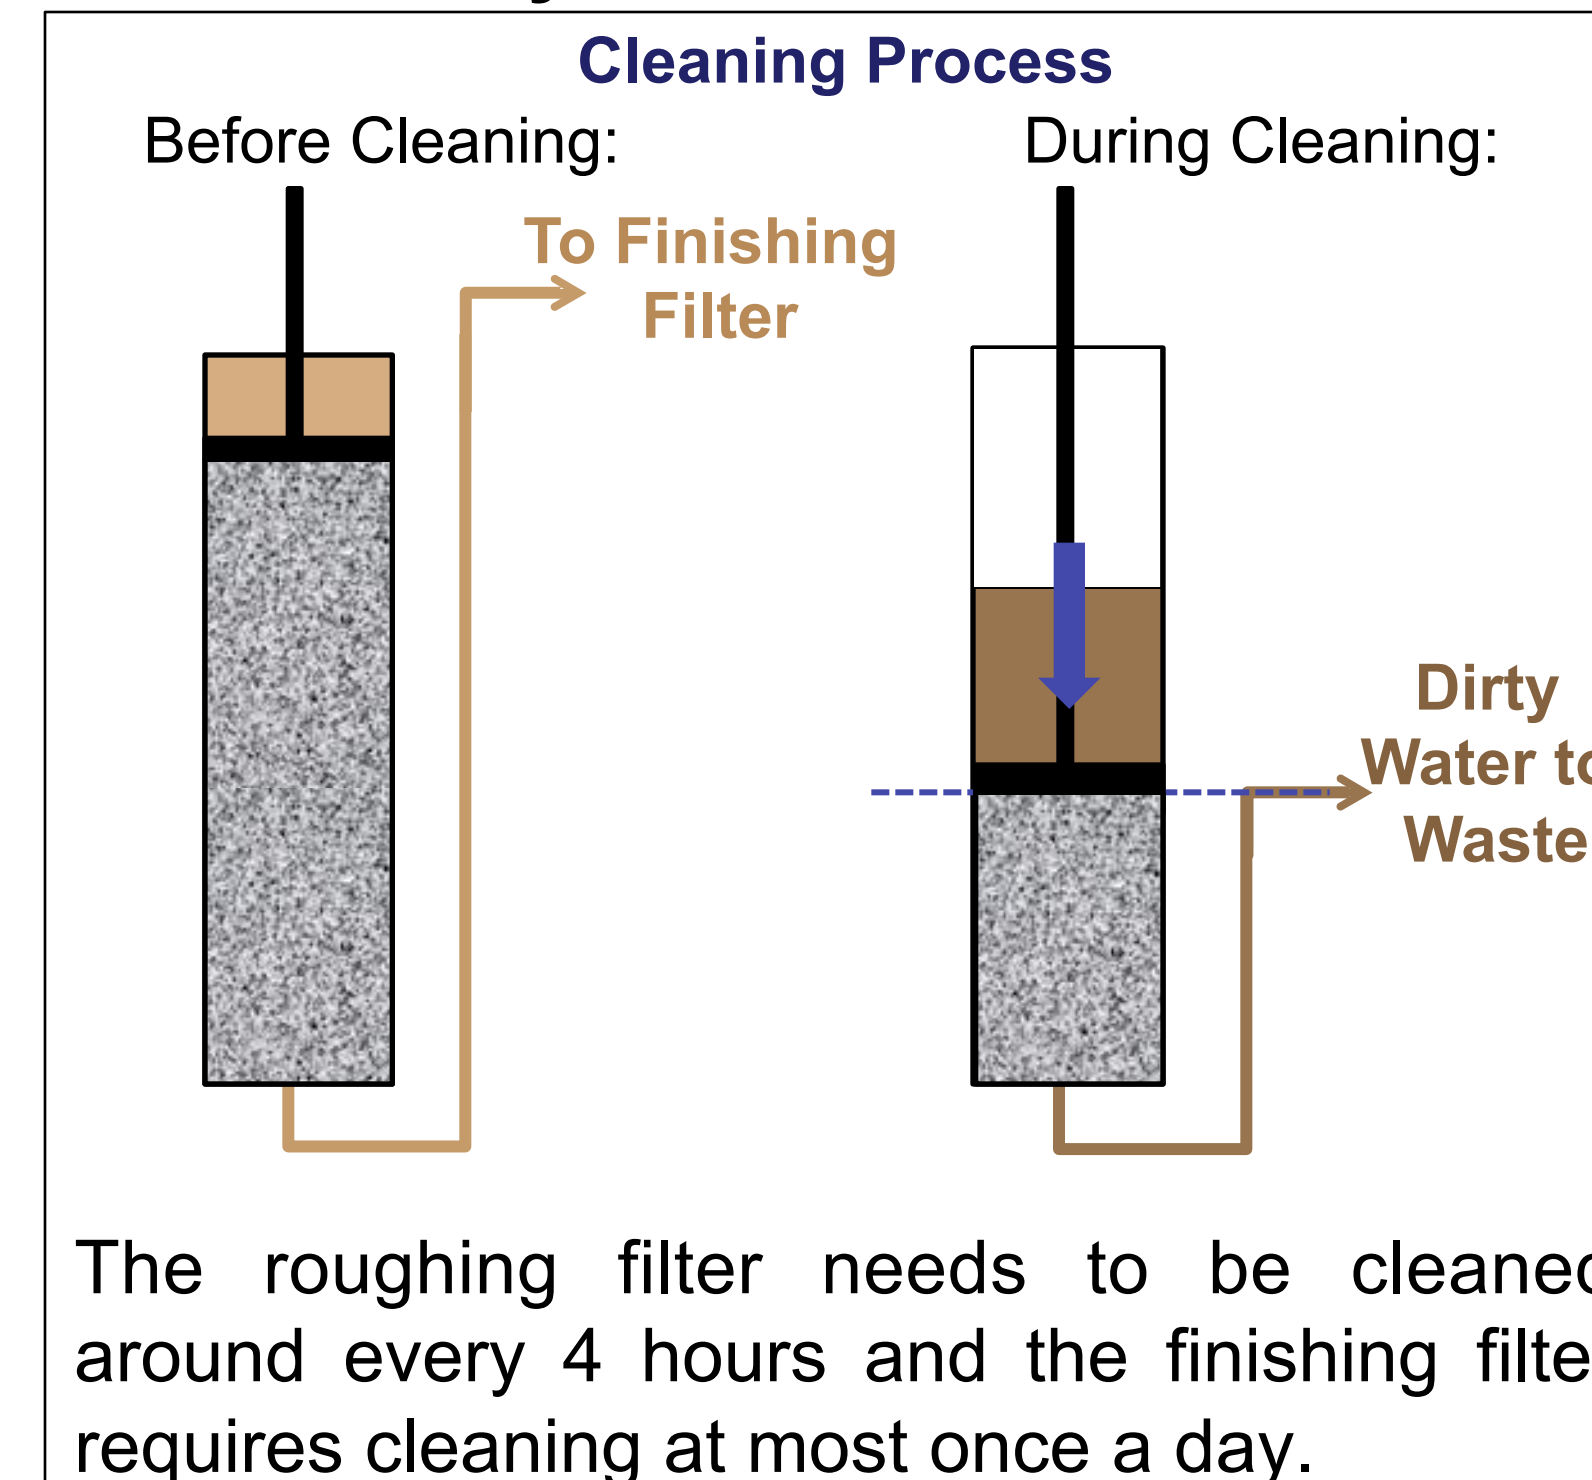 Cleaning Process
Before Cleaning:
During Cleaning:
To Finishing
Filter
Dirty
Water to
Waste
The roughing filter needs to be cleaned
around every 4 hours and the finishing filte
requires cleaning at most once a day.